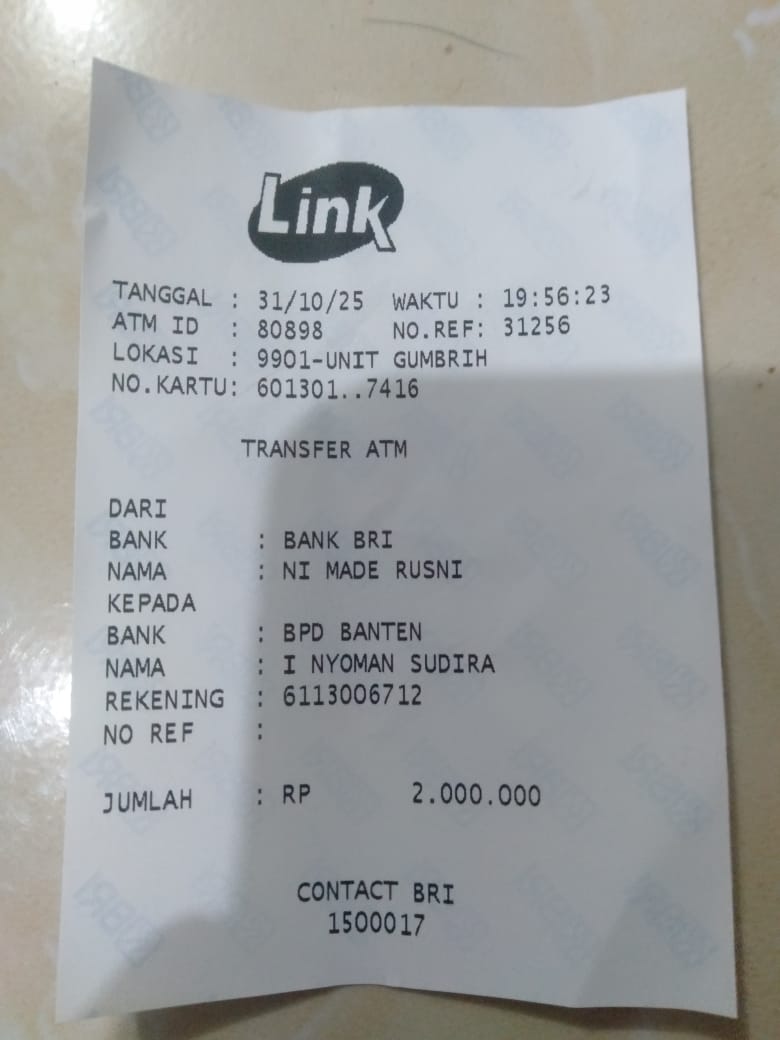 Link
TANGGAL : 31/10/25 WAKTU : 19:56:23
ATM ID : 80898 NO.REF: 31256
LOKASI : 9901-UNIT GUMBRIH
NO.KARTU: 601301..7416
TRANSFER ATM
DARI
BANK : BANK BRI
NAMA : NI MADE RUSNI
KEPADA
BANK : BPD BANTEN
NAMA : I NYOMAN SUDIRA
REKENING : 6113006712
NO REF :
JUMLAH : RP 2.000.000
CONTACT BRI
1500017